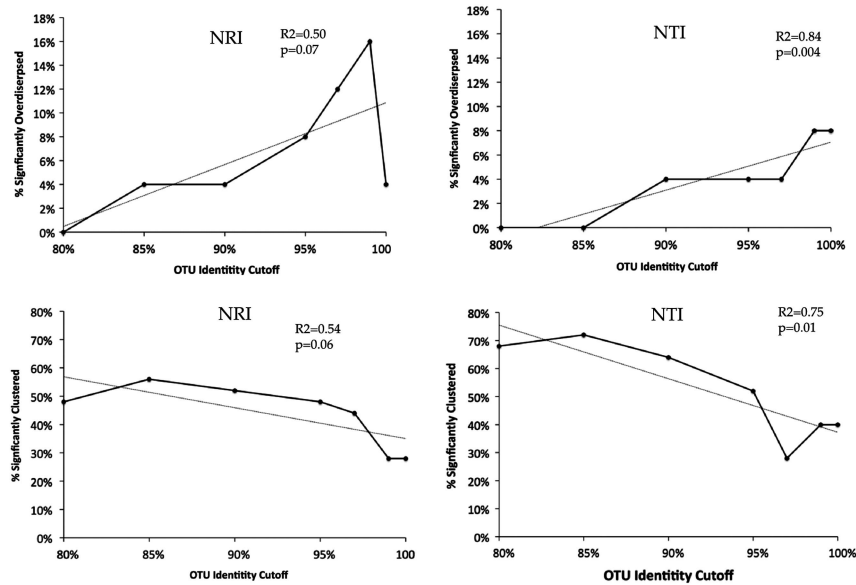 NRI
R2=0.50
p=0.07
% Signficantly Overdiserpsed
18%
16%
14%
12%
10%
8%
6%
4%
2%
0%
80%
85%
90%
95%
100
OTU Identitity Cutoff
NTI
R2=0.84
p=0.004
% Signficantly Overdisperpsed
18%
16%
14%
12%
10%
8%
6%
4%
2%
0%
80%
85%
90%
95%
100%
OTU Identitity Cutoff
NRI
R2=0.54
p=0.06
% Signficantly Clustered
80%
70%
60%
50%
40%
30%
20%
10%
0%
80%
85%
90%
95%
100
OTU Identitity Cutoff
NTI
R2=0.75
p=0.01
% Signficantly Clustered
80%
70%
60%
50%
40%
30%
20%
10%
0%
80%
85%
90%
95%
100%
OTU Identitity Cutoff